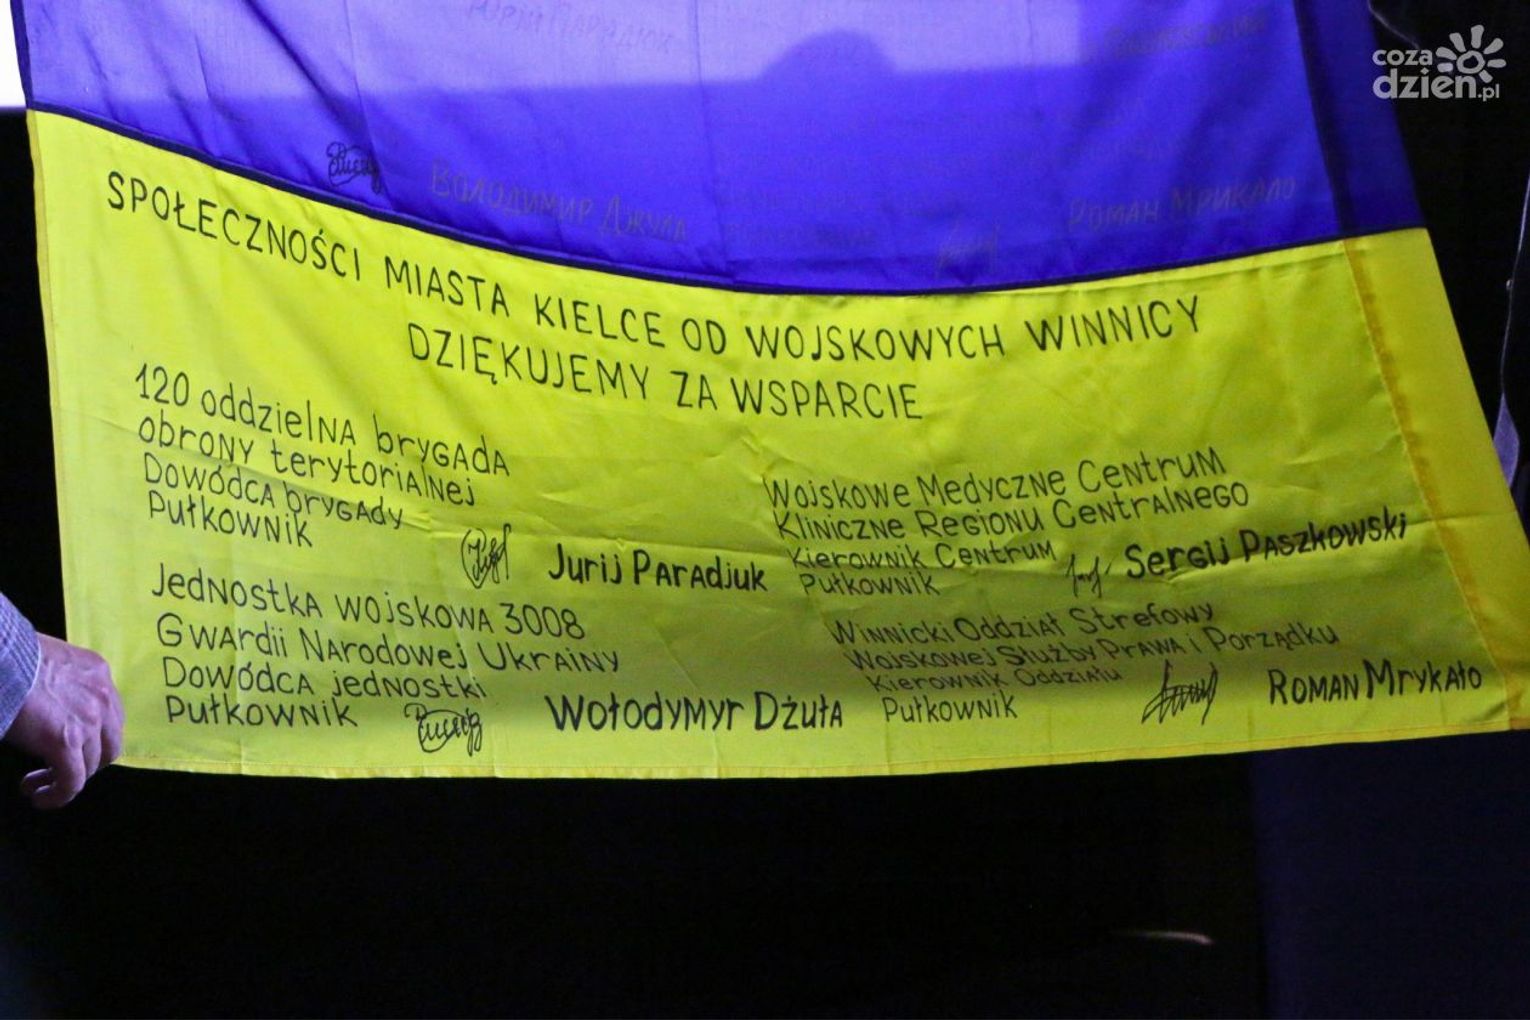 coza
dzien.pl
Володимир Джула
Роман Мрикало
SPOŁECZNOŚCI MIASTA KIELCE OD WOJSKOWYCH WINNICY
DZIĘKUJEMY ZA WSPARCIE
120 oddzielna brygada
obrony terytorialnej
Dowódca brygady
Pułkownik
Jurij Paradjuk
Jednostka wojskowa 3008
Gwardii Narodowej Ukrainy
Dowódca jednostki
Pułkownik
Wołodymyr Dżuła
Wojskowe Medyczne Centrum
Kliniczne Regionu Centralnego
Kierownik Centrum
Pułkownik
Sergij Paszkowski
Winnicki Oddział Strefowy
Wojskowej Służby Prawa i Porządku
Kierownik Oddziału
Pułkownik
Roman Mrykało